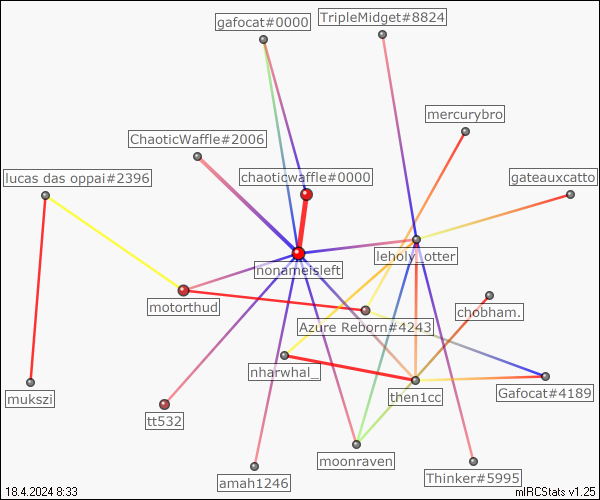 gafocat#0000
TripleMidget#8824
mercurybro
ChaoticWaffle#2006
lucas das oppai#2396
chaoticwaffle#0000
gateauxcatto
leholy_otter
nonameisleft
motorthud
chobham.
Azure Reborn#4243
nharwhal_
mukszi
then1cc
Gafocat#4189
tt532
moonraven
amah1246
Thinker#5995
18.4.2024 8:33
mIRCStats v1.25